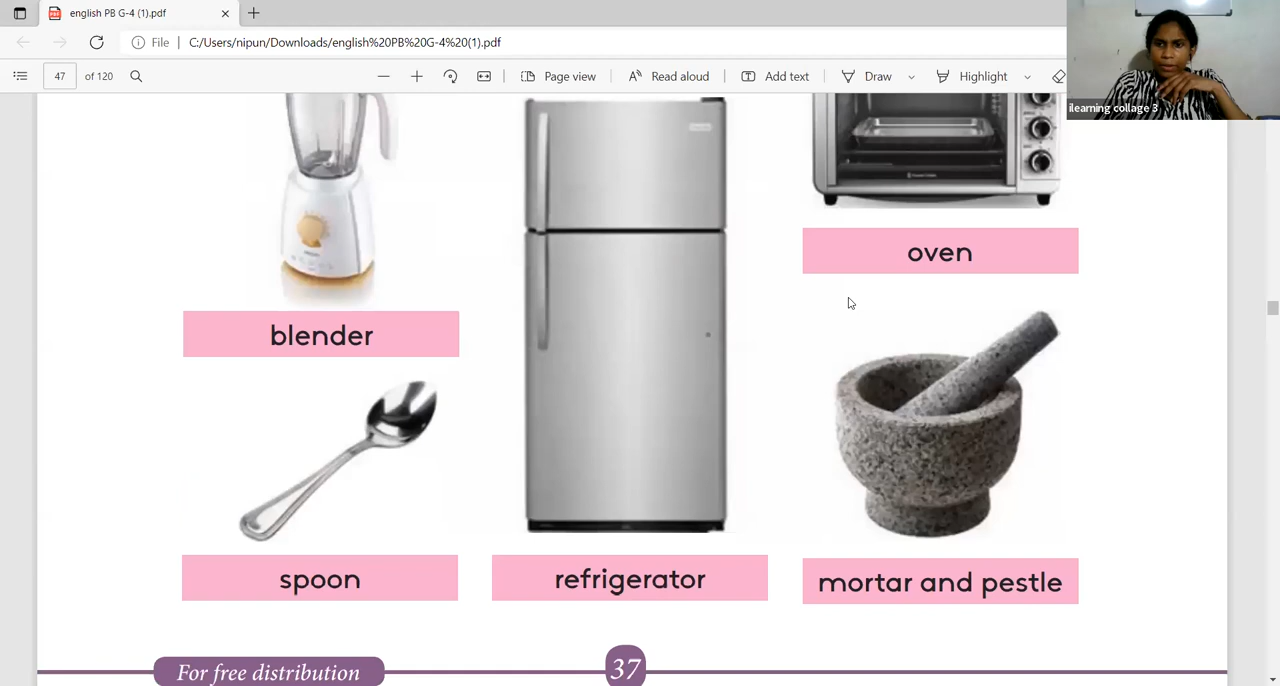 english PB G-4 (1).pdf
File
C:/Users/nipun/Downloads/english%20PB%20G-4%20(1).pdf
47 of 120
Page view
Read aloud
Add text
Draw
Highlight
ilearning collage 3
oven
blender
spoon
refrigerator
mortar and pestle
For free distribution
37